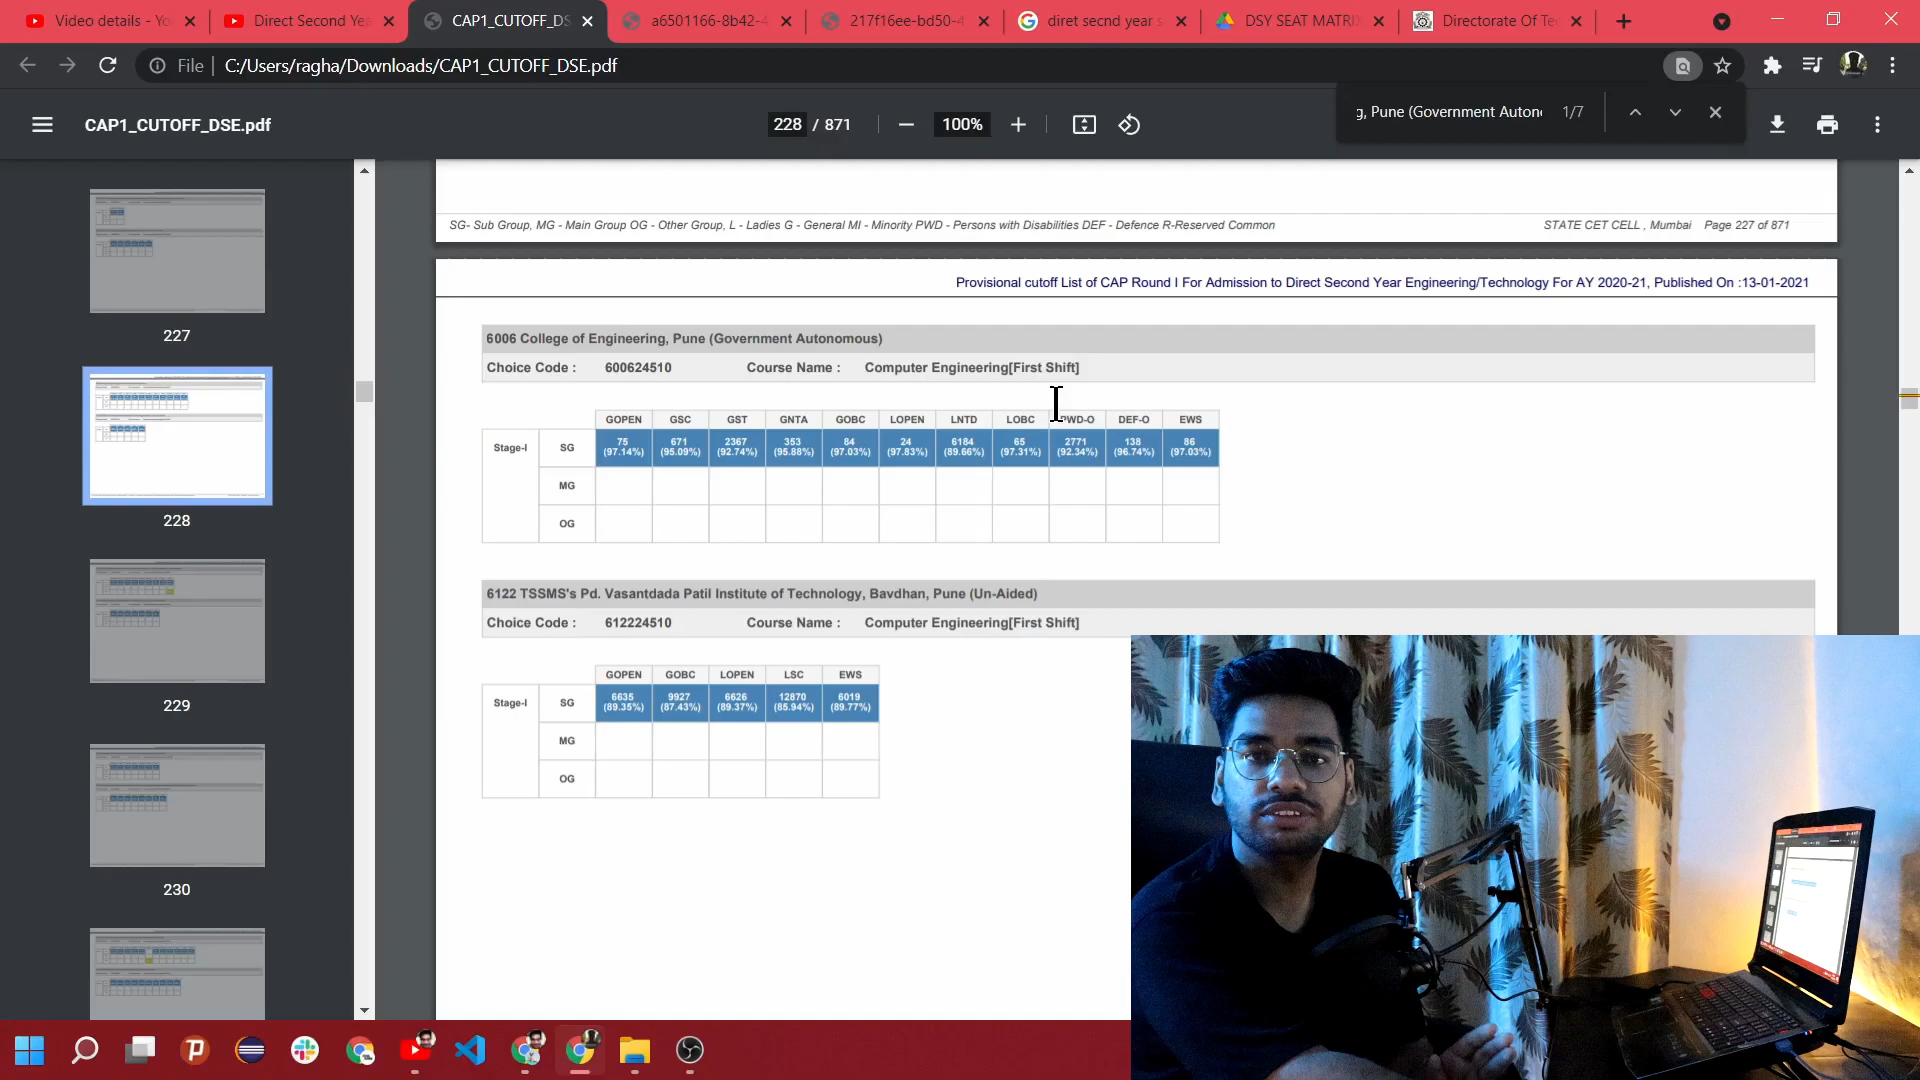 Video details - Yo
Direct Second Yea
CAP1_CUTOFF_DS
a6501166-8b42-4
217f16ee-bd50-4
diret secnd year s
DSY SEAT MATRI
Directorate Of Te
File
C:/Users/ragha/Downloads/CAP1_CUTOFF_DSE.pdf
CAP1_CUTOFF_DSE.pdf
228 / 871
100%
g, Pune (Government Auton
1/7
227
228
229
230
SG- Sub Group, MG - Main Group OG - Other Group, L - Ladies G - General MI - Minority PWD - Persons with Disabilities DEF - Defence R-Reserved Common
STATE CET CELL , Mumbai Page 227 of 871
Provisional cutoff List of CAP Round I For Admission to Direct Second Year Engineering/Technology For AY 2020-21, Published On :13-01-2021
6006 College of Engineering, Pune (Government Autonomous)
Choice Code : 600624510 Course Name : Computer Engineering[First Shift]
GOPEN GSC GST GNTA GOBC LOPEN LNTD LOBC PWD-O DEF-O EWS
Stage-I SG 75 671 2367 353 84 24 6184 65 2771 138 86
(97.14%) (95.09%) (92.74%) (95.88%) (97.03%) (97.83%) (89.66%) (97.31%) (92.34%) (96.74%) (97.03%)
MG
OG
6122 TSSMS's Pd. Vasantdada Patil Institute of Technology, Bavdhan, Pune (Un-Aided)
Choice Code : 612224510 Course Name : Computer Engineering[First Shift]
GOPEN GOBC LOPEN LSC EWS
Stage-I SG 6635 9927 6626 12870 6019
(89.35%) (87.43%) (89.37%) (85.94%) (89.77%)
MG
OG